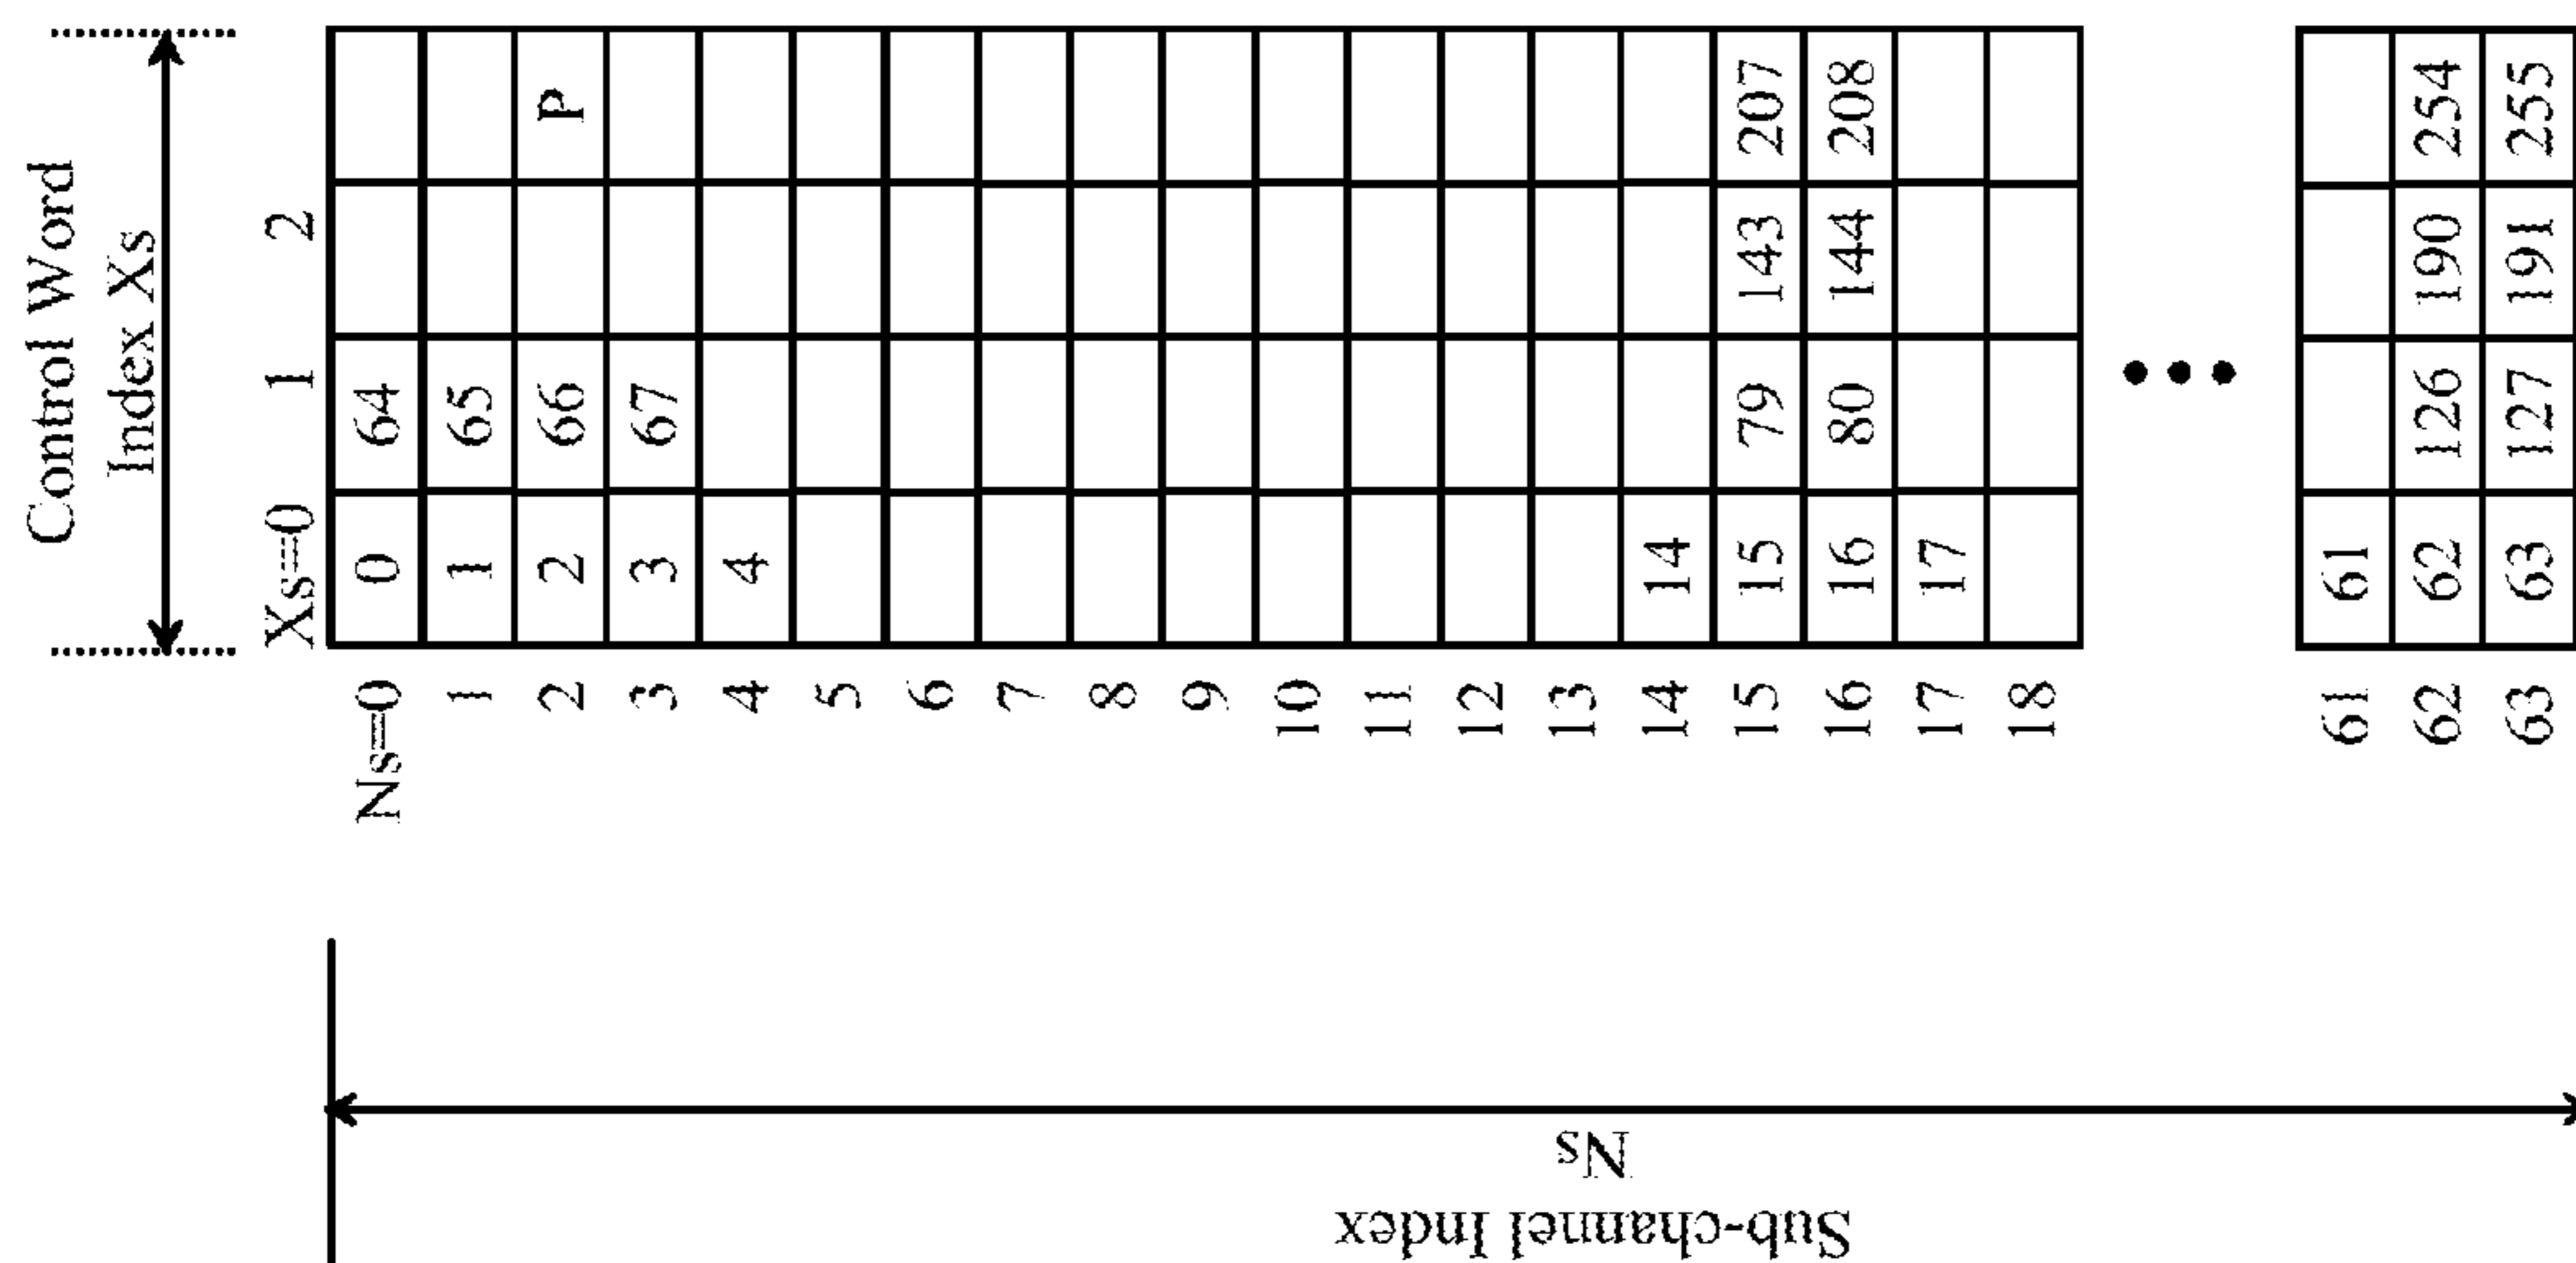 Control Word
Index Xs
Xs=0 1 2
Ns=0 0 64
1 1 65
2 2 66 P
3 3 67
4 4
5
6
7
8
9
10
11
12
13
14 14
15 15 79 143 207
16 16 80 144 208
17 17
18
61 61
62 62 126 190 254
63 63 127 191 255
Sub-channel Index
Ns